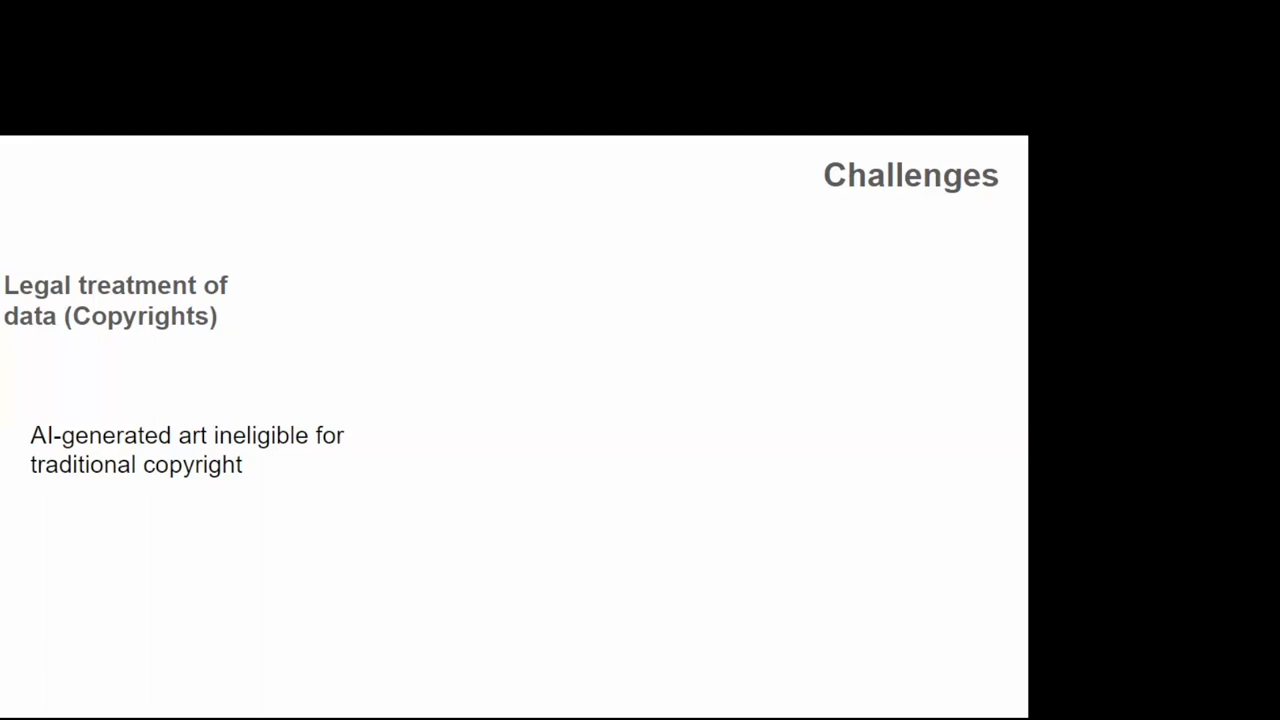 Challenges
Legal treatment of
data (Copyrights)
AI-generated art ineligible for
traditional copyright